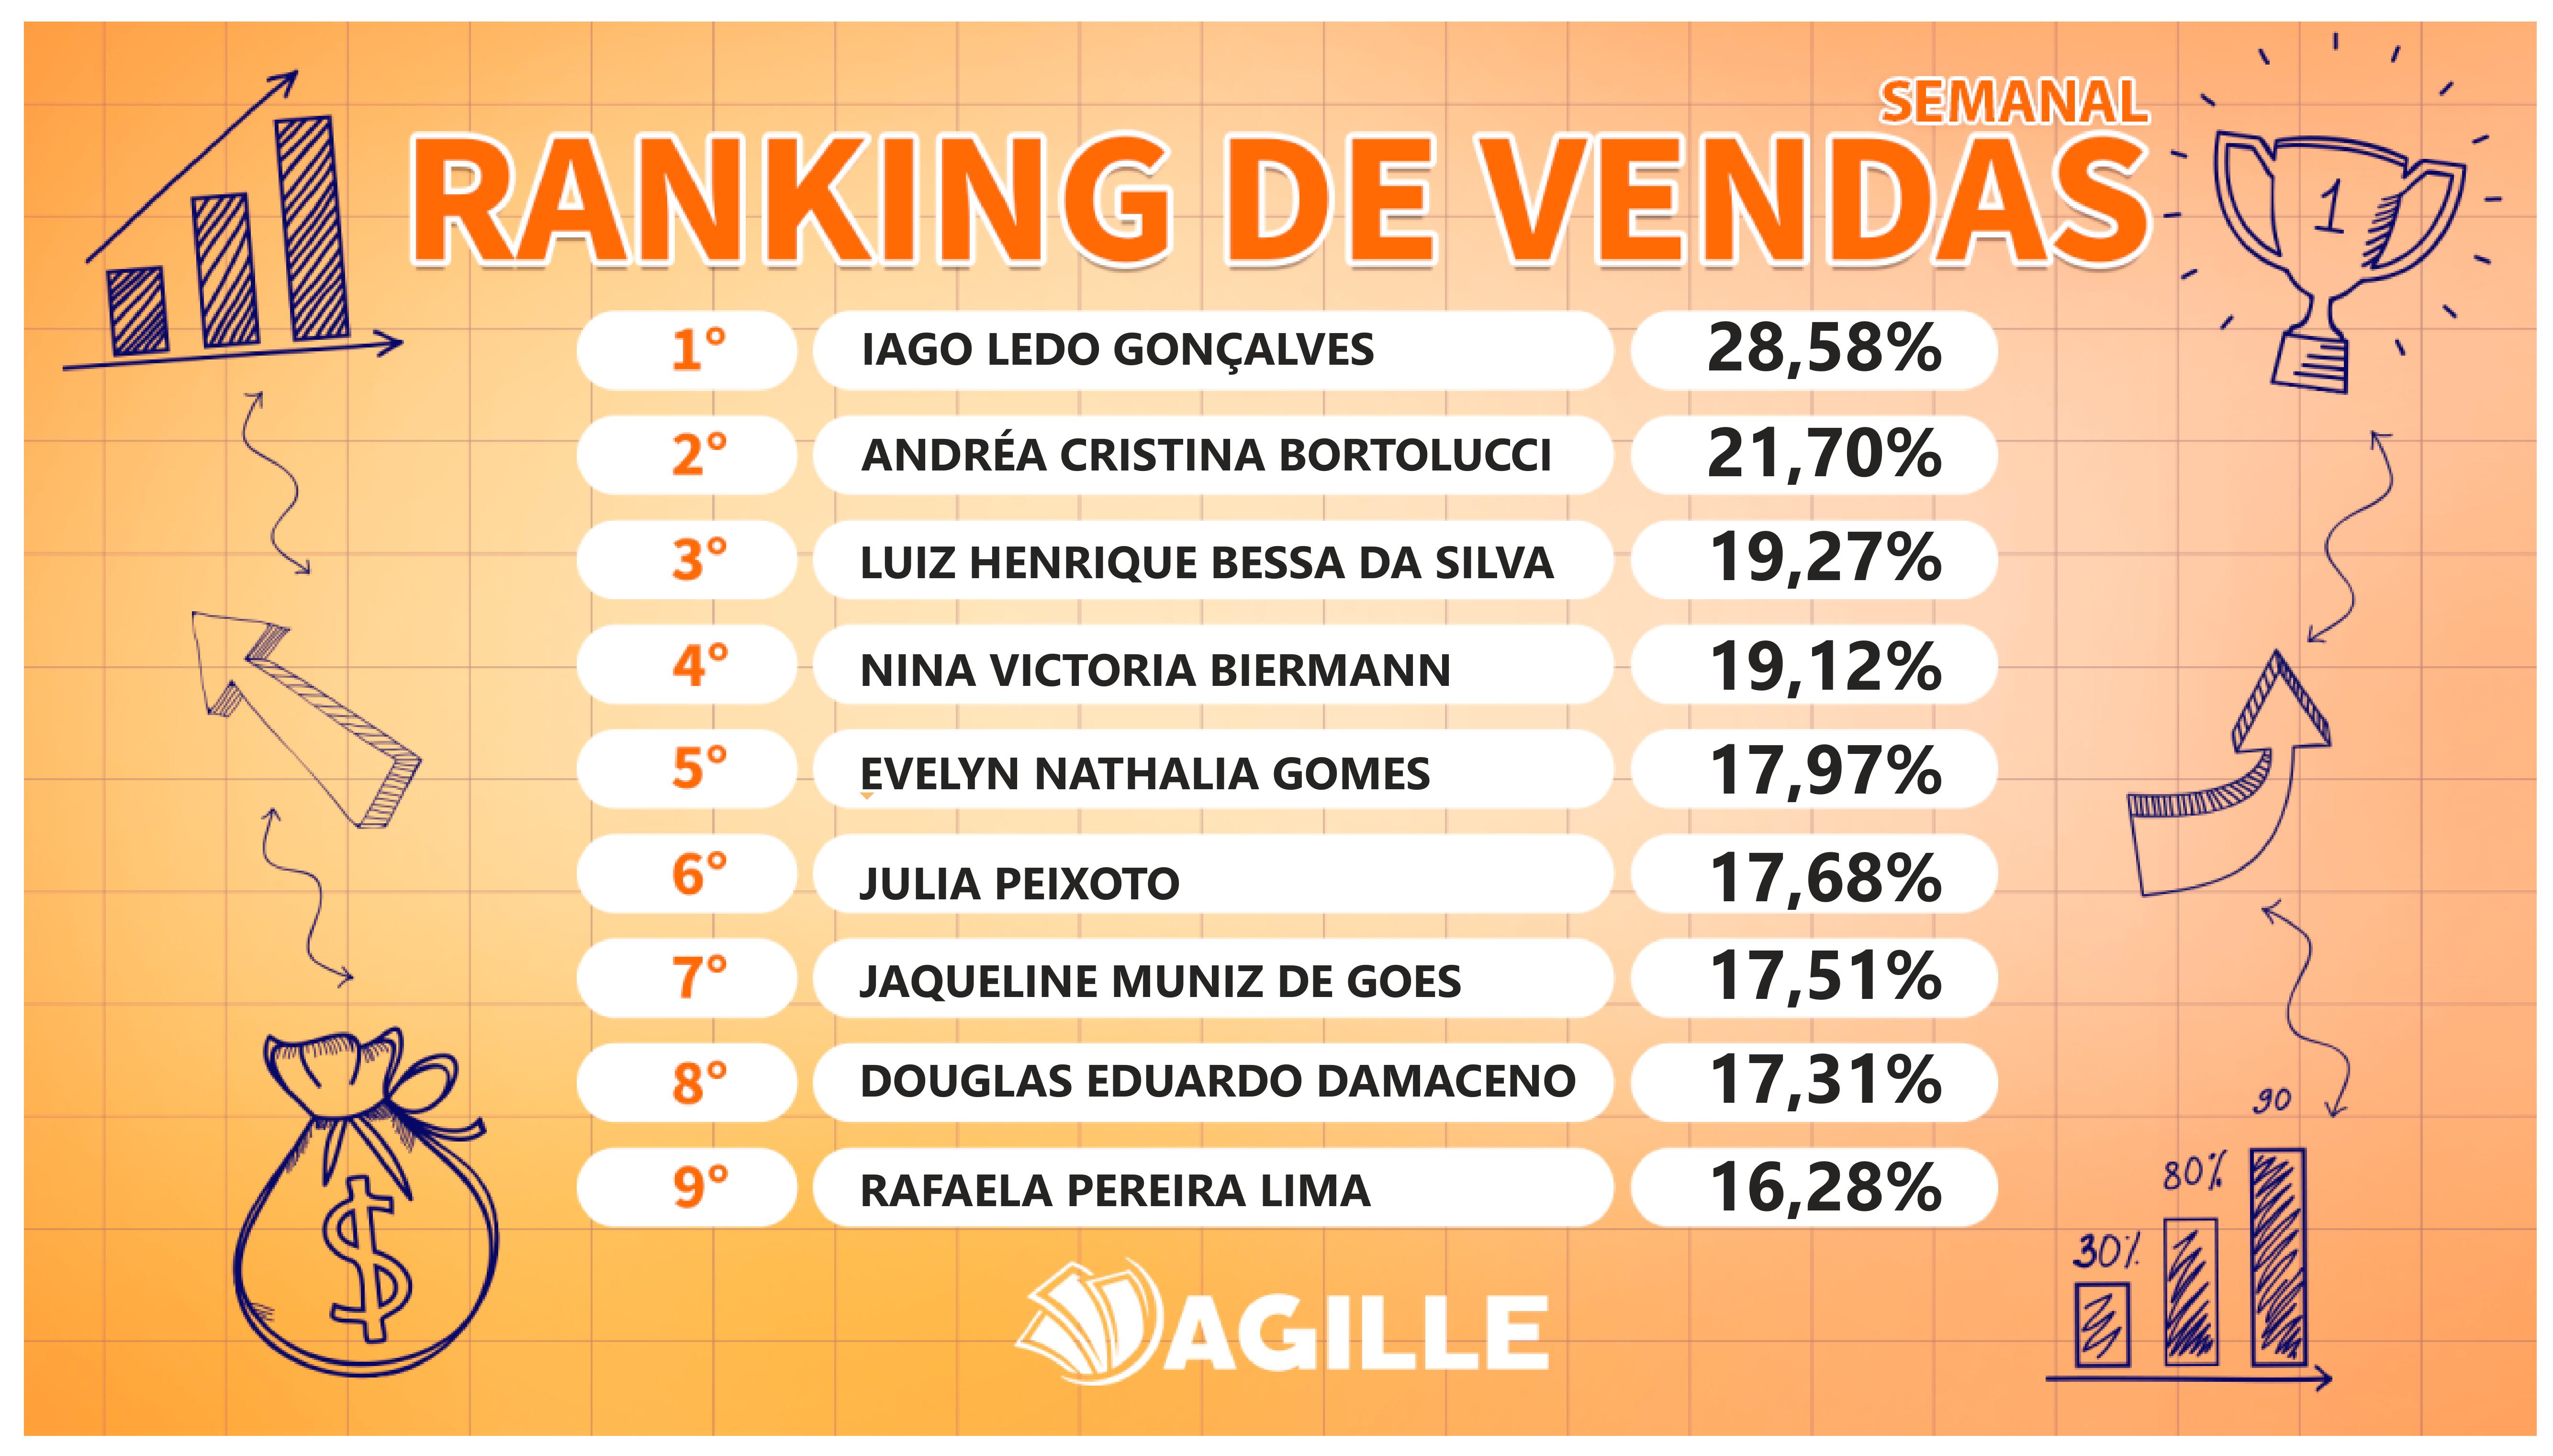 SEMANAL
RANKING DE VENDAS
1
1° IAGO LEDO GONÇALVES 28,58%
2° ANDRÉA CRISTINA BORTOLUCCI 21,70%
3° LUIZ HENRIQUE BESSA DA SILVA 19,27%
4° NINA VICTORIA BIERMANN 19,12%
5° EVELYN NATHALIA GOMES 17,97%
6° JULIA PEIXOTO 17,68%
7° JAQUELINE MUNIZ DE GOES 17,51%
8° DOUGLAS EDUARDO DAMACENO 17,31%
9° RAFAELA PEREIRA LIMA 16,28%
90
80%
30%
$
AGILLE